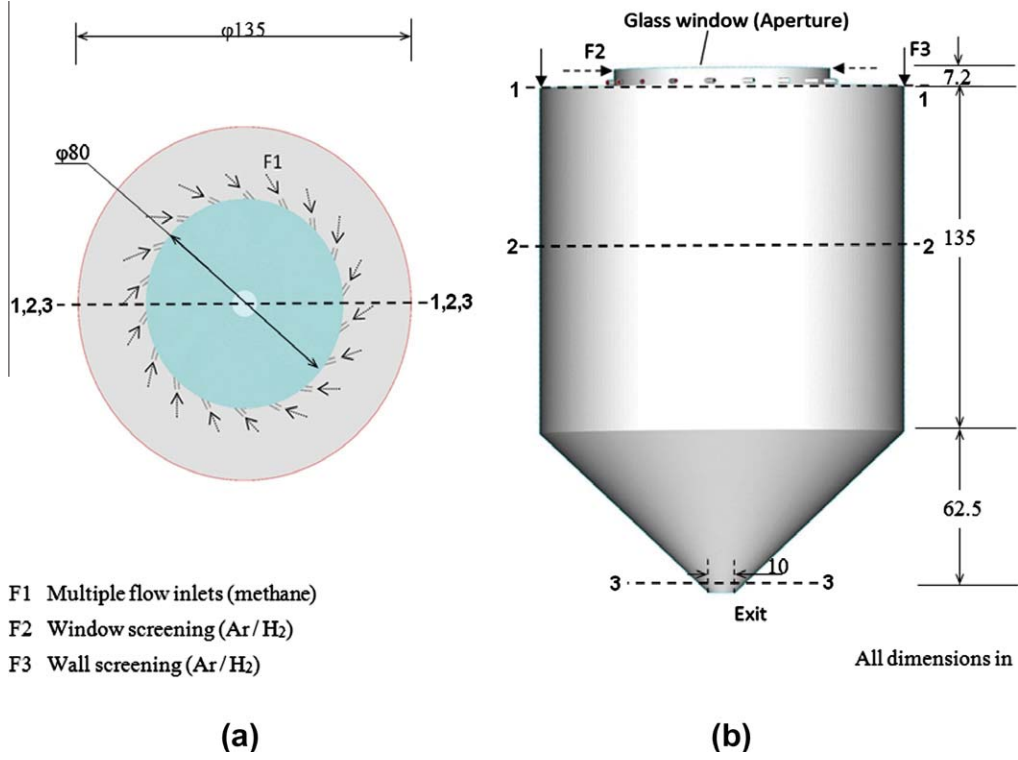 φ135
φ80
F1
1,2,3
1,2,3
F1 Multiple flow inlets (methane)
F2 Window screening (Ar/H2)
F3 Wall screening (Ar/H2)
(a)
Glass window (Aperture)
F2
F3
7.2
1
1
2
135
2
62.5
10
3
3
Exit
All dimensions in
(b)